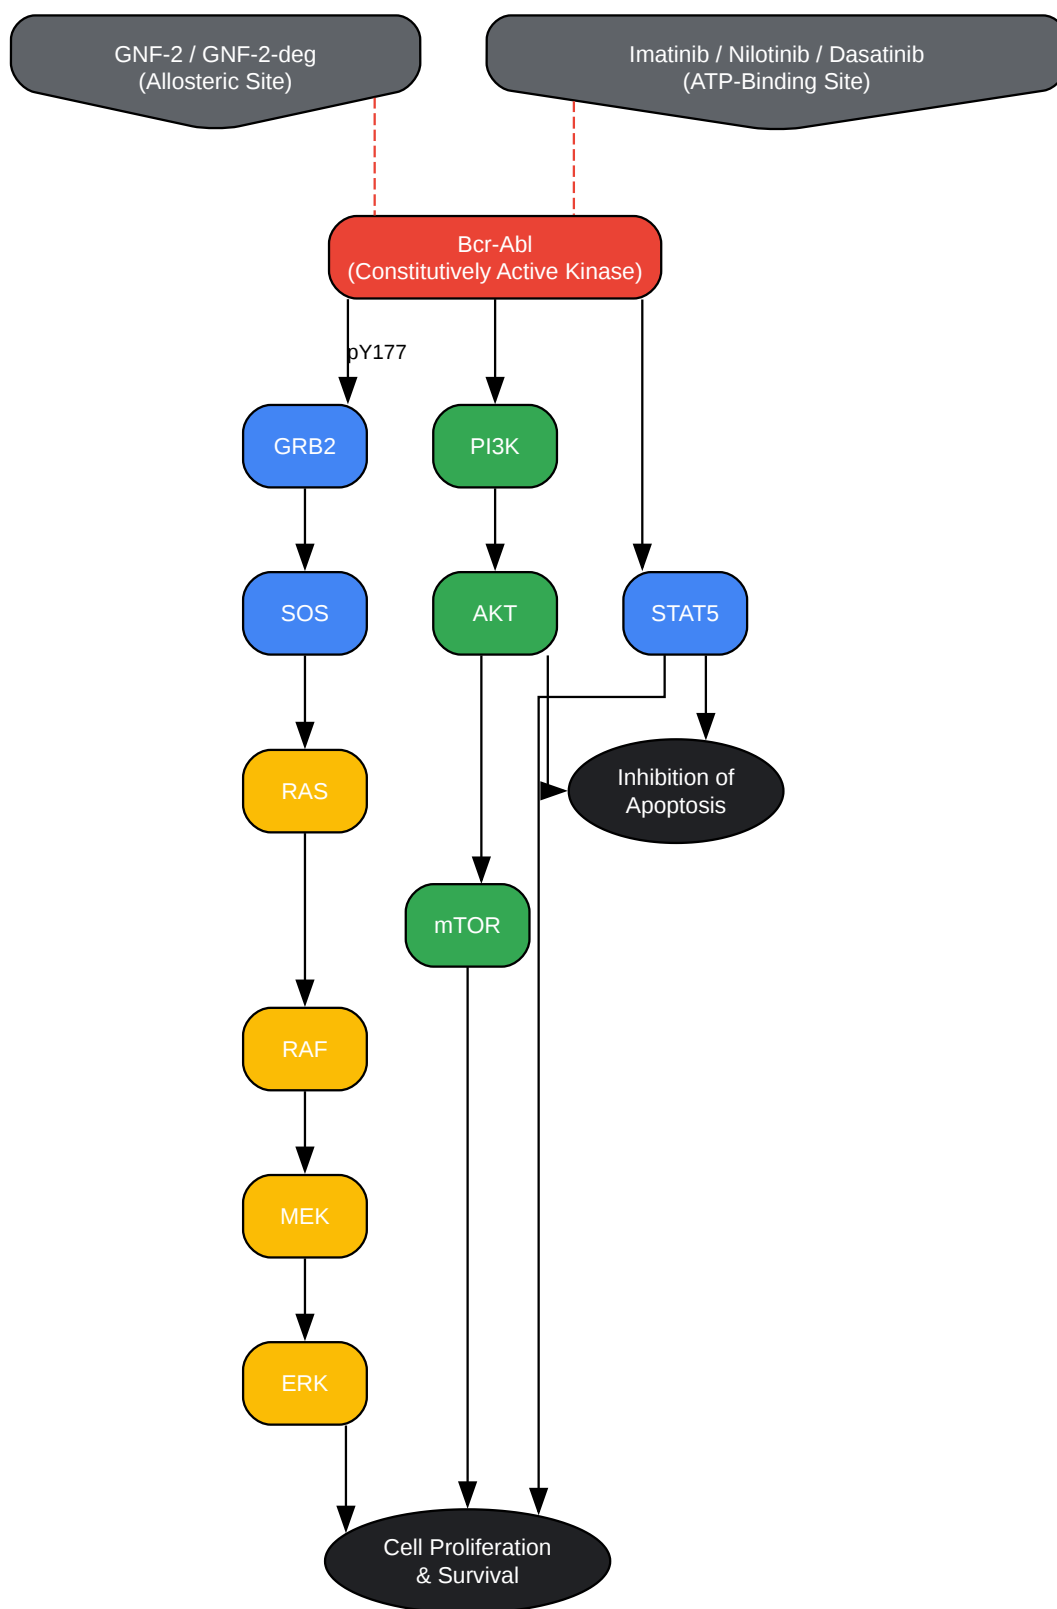 GNF-2 / GNF-2-deg
(Allosteric Site)
Imatinib / Nilotinib / Dasatinib
(ATP-Binding Site)
Bcr-Abl
(Constitutively Active Kinase)
pY177
GRB2
PI3K
SOS
AKT
STAT5
RAS
Inhibition of
Apoptosis
mTOR
RAF
MEK
ERK
Cell Proliferation
& Survival